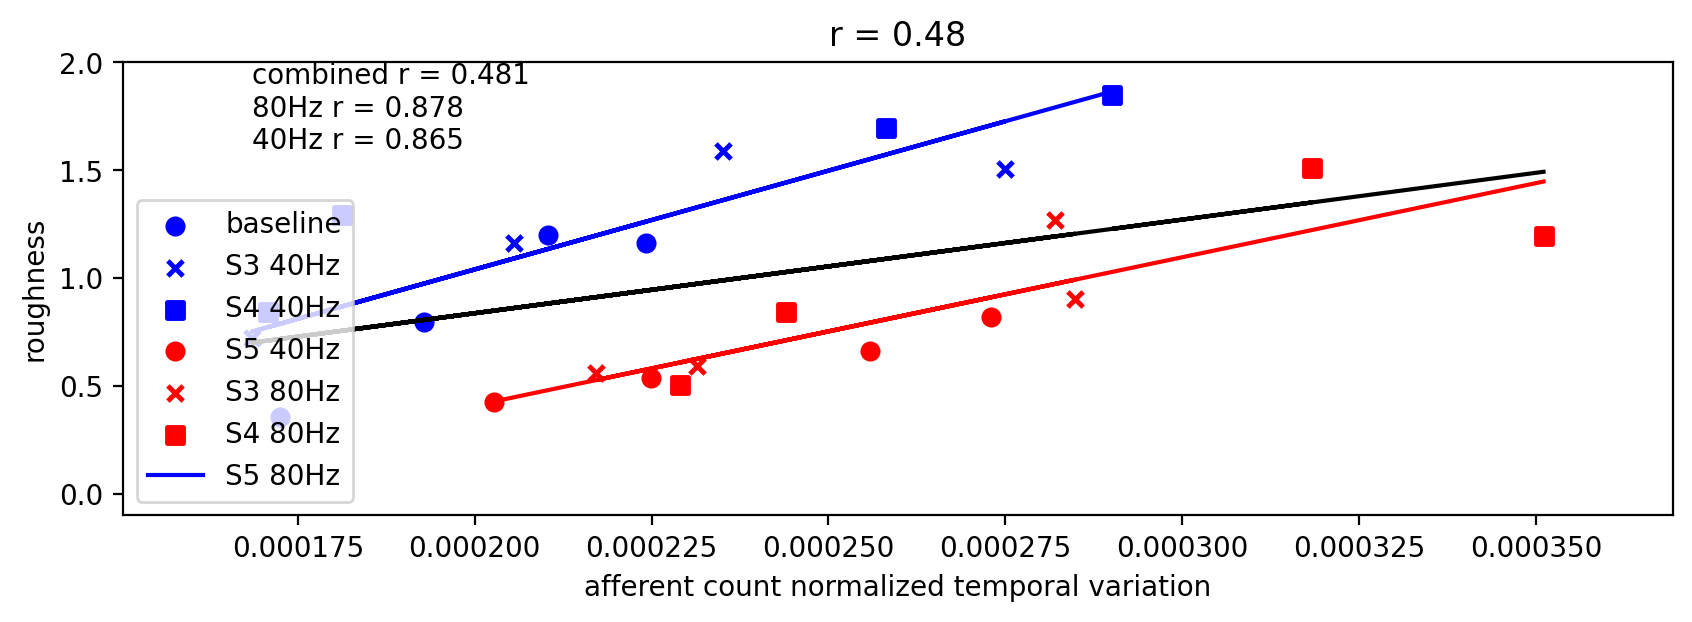 r = 0.48
combined r = 0.481
80Hz r = 0.878
40Hz r = 0.865
2.0
1.5
1.0
0.5
0.0
roughness
baseline
S3 40Hz
S4 40Hz
S5 40Hz
S3 80Hz
S4 80Hz
S5 80Hz
0.000175 0.000200 0.000225 0.000250 0.000275 0.000300 0.000325 0.000350
afferent count normalized temporal variation